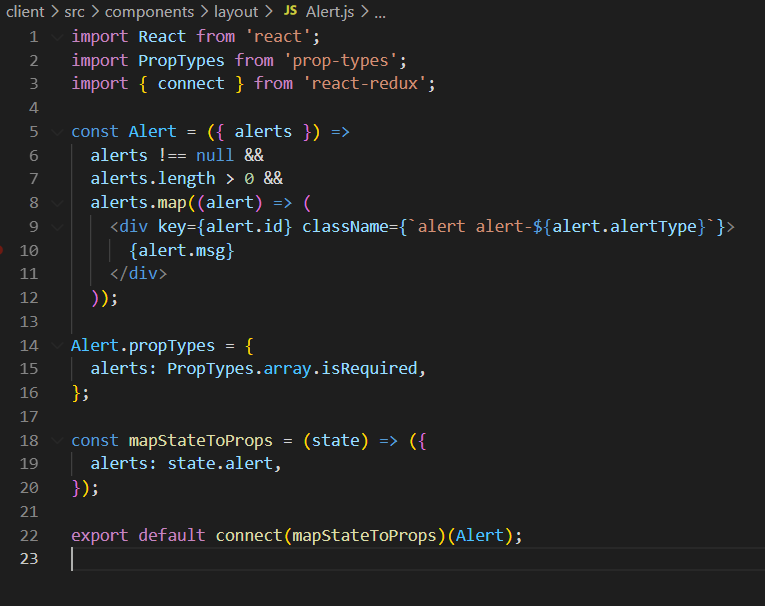 client > src > components > layout > JS Alert.js > ...
1 import React from 'react';
2 import PropTypes from 'prop-types';
3 import { connect } from 'react-redux';
4
5 const Alert = ({ alerts }) =>
6   alerts !== null &&
7   alerts.length > 0 &&
8   alerts.map((alert) => (
9     <div key={alert.id} className={`alert alert-${alert.alertType}`}>
10       {alert.msg}
11     </div>
12   ));
13
14 Alert.propTypes = {
15   alerts: PropTypes.array.isRequired,
16 };
17
18 const mapStateToProps = (state) => ({
19   alerts: state.alert,
20 });
21
22 export default connect(mapStateToProps)(Alert);
23